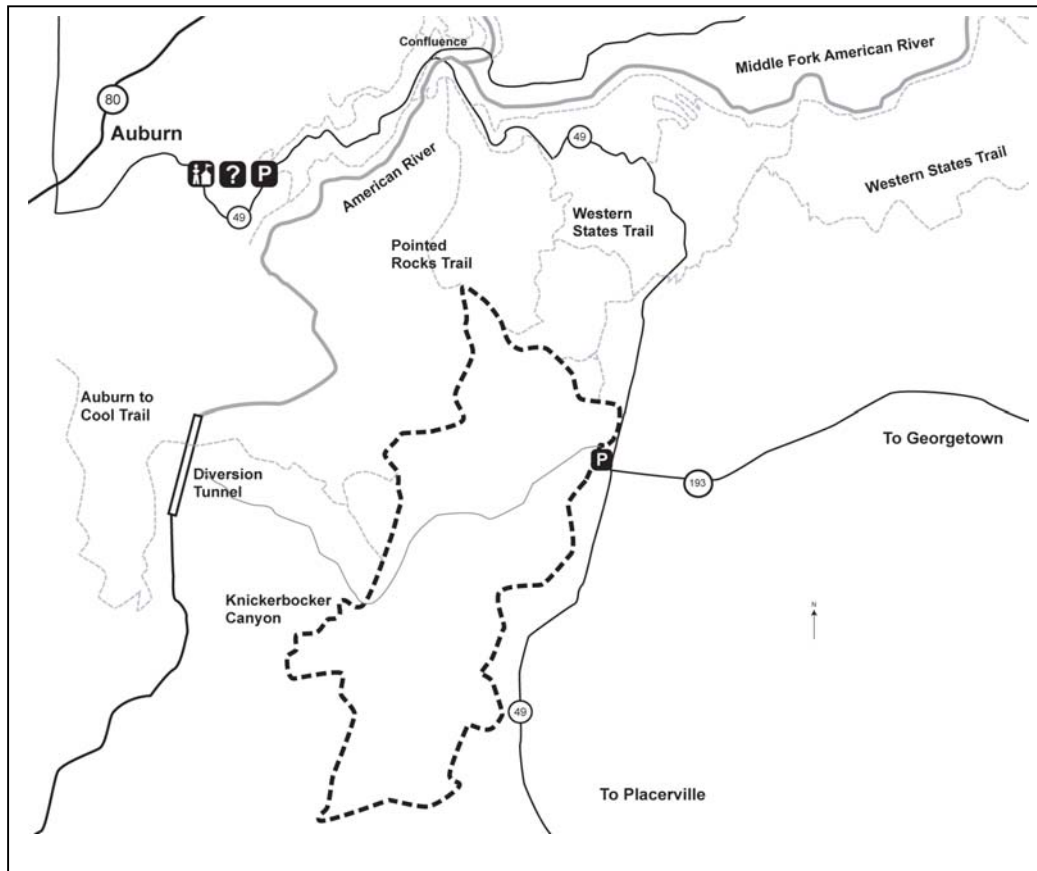 Confluence
Middle Fork American River
80
Auburn
49
?
P
49
American River
Western States Trail
Western
States Trail
Pointed
Rocks Trail
Auburn to
Cool Trail
To Georgetown
P
Diversion
Tunnel
193
Knickerbocker
Canyon
N
49
To Placerville